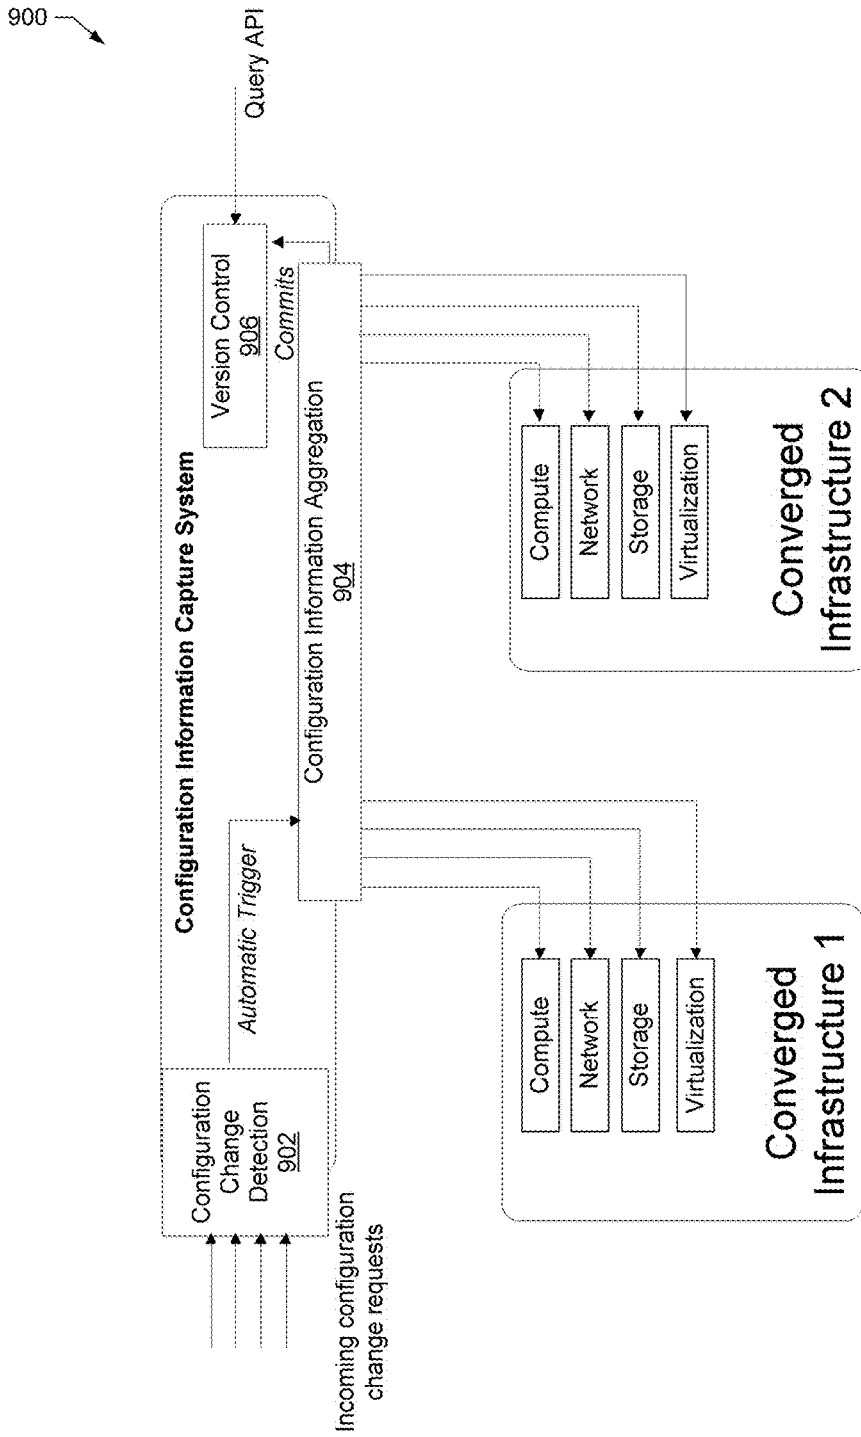 900
Query API
Configuration Information Capture System
Version Control
906
Commits
Automatic Trigger
Configuration Information Aggregation
904
Configuration
Change
Detection
902
Incoming configuration
change requests
Compute
Network
Storage
Virtualization
Converged
Infrastructure 1
Compute
Network
Storage
Virtualization
Converged
Infrastructure 2